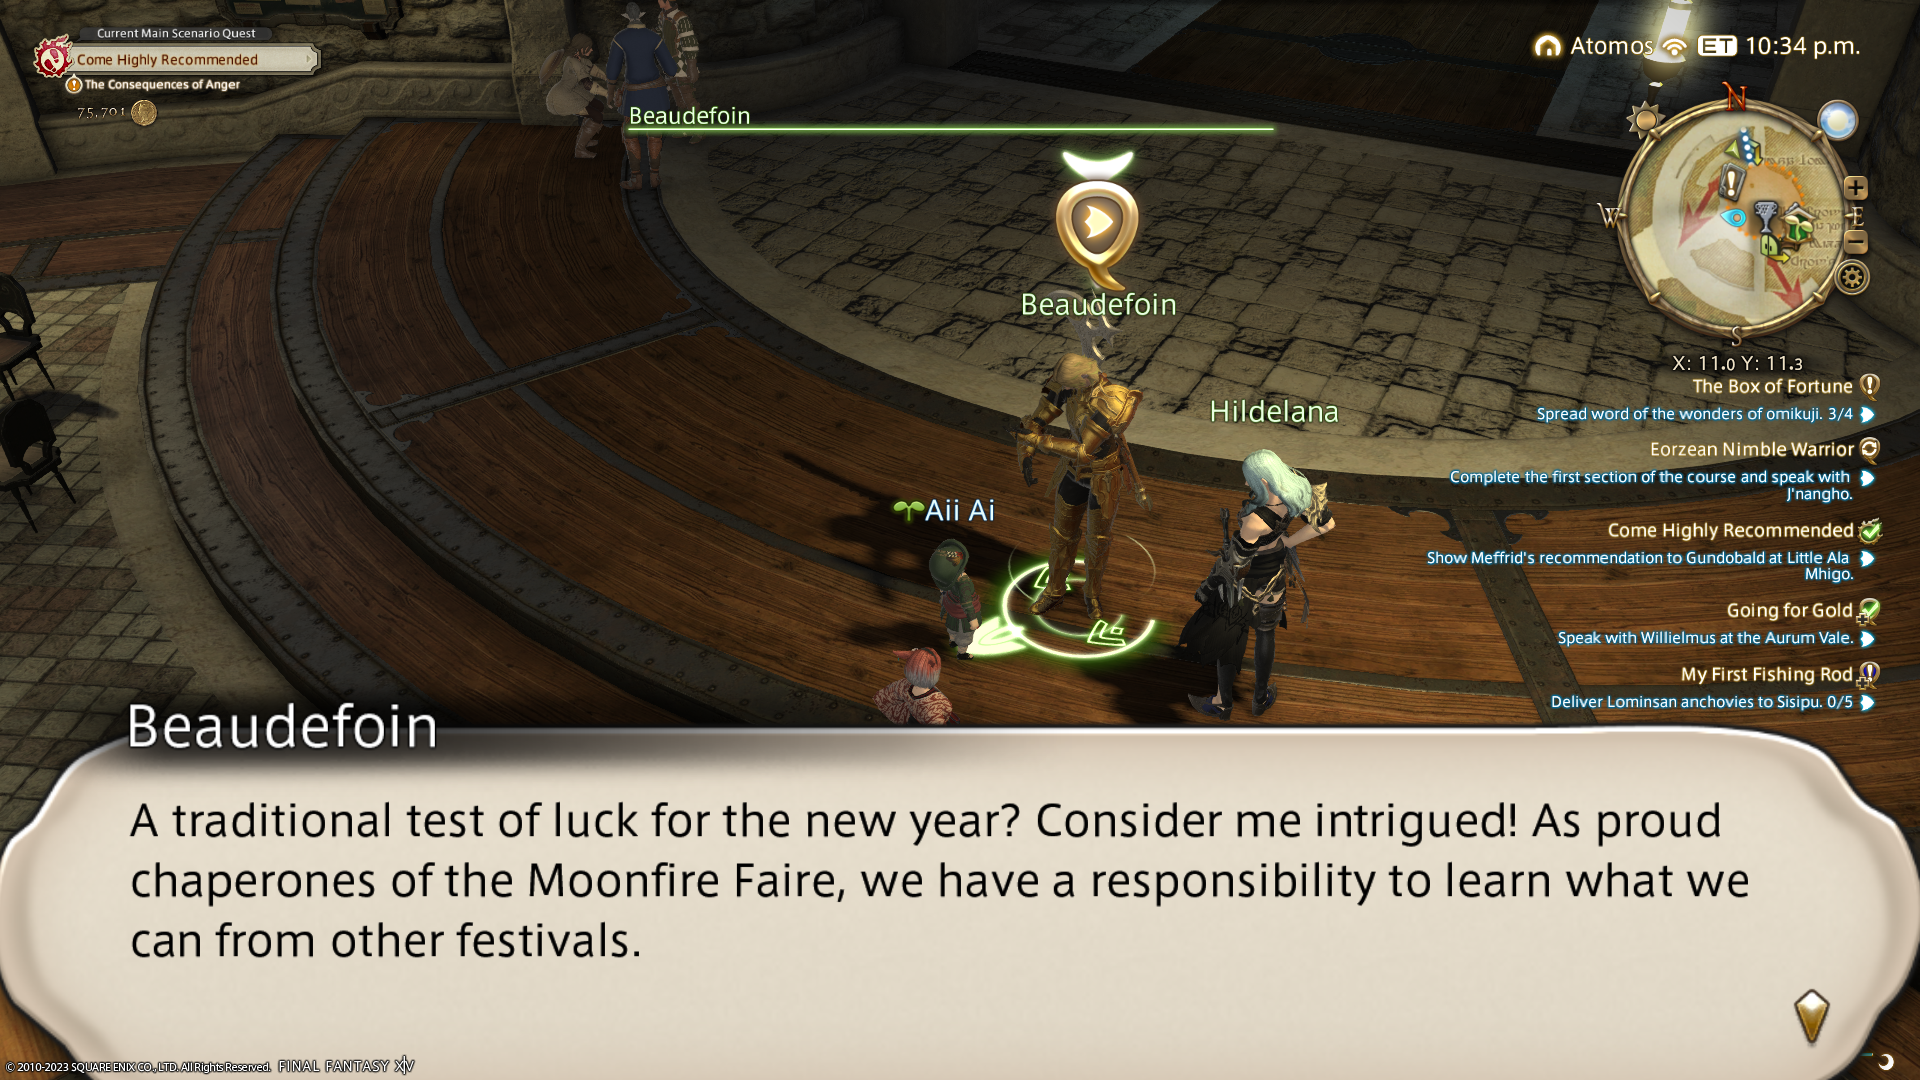 Current Main Scenario Quest
Come Highly Recommended
The Consequences of Anger
75,701
Atomos ET 10:34 p.m.
Beaudefoin
N
W
E
S
X: 11.0 Y: 11.3
Beaudefoin
Hildelana
Aii Ai
The Box of Fortune
Spread word of the wonders of omikuji. 3/4
Eorzean Nimble Warrior
Complete the first section of the course and speak with
J'nangho.
Come Highly Recommended
Show Meffrid's recommendation to Gundobald at Little Ala
Mhigo.
Going for Gold
Speak with Willielmus at the Aurum Vale.
My First Fishing Rod
Deliver Lominsan anchovies to Sisipu. 0/5
Beaudefoin
A traditional test of luck for the new year? Consider me intrigued! As proud
chaperones of the Moonfire Faire, we have a responsibility to learn what we
can from other festivals.
© 2010-2023 SQUARE ENIX CO., LTD. All Rights Reserved. FINAL FANTASY XIV